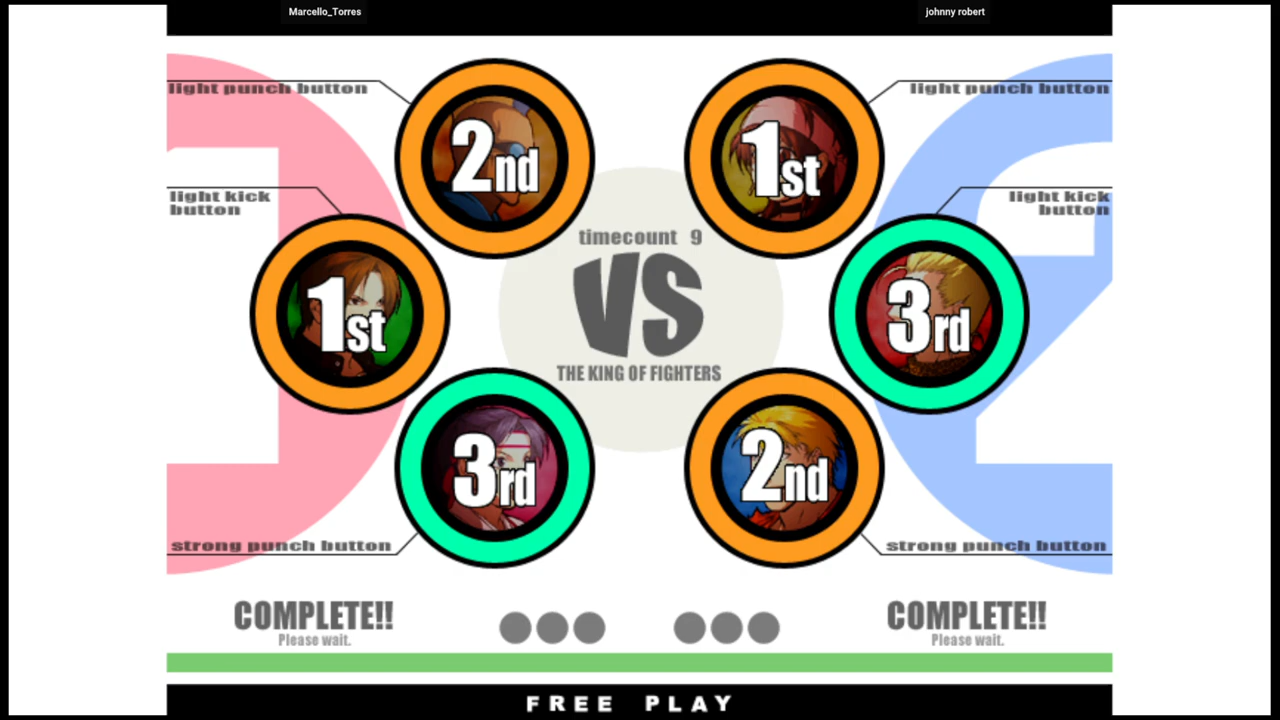 Marcello_Torres
johnny robert
light punch button
light punch button
2nd
1st
light kick
button
light kick
button
timecount 9
VS
1st
3rd
THE KING OF FIGHTERS
3rd
2nd
strong punch button
strong punch button
COMPLETE!!
Please wait.
COMPLETE!!
Please wait.
FREE PLAY